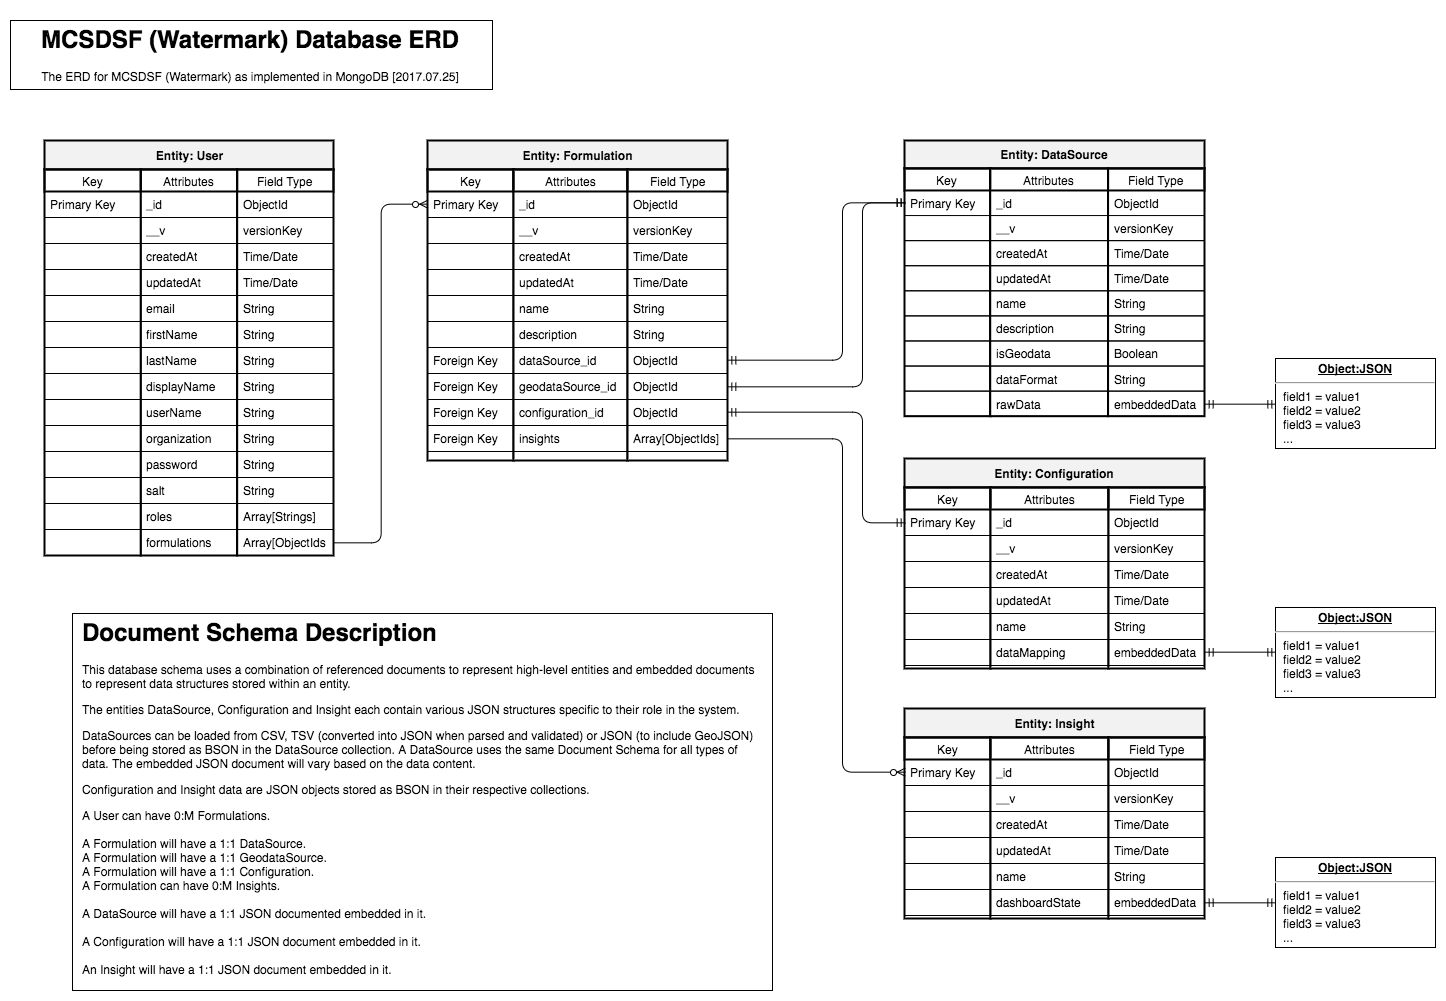 MCSDSF (Watermark) Database ERD
The ERD for MCSDSF (Watermark) as implemented in MongoDB [2017.07.25]
Entity: User
Key Attributes Field Type
Primary Key _id ObjectId
__v versionKey
createdAt Time/Date
updatedAt Time/Date
email String
firstName String
lastName String
displayName String
userName String
organization String
password String
salt String
roles Array[Strings]
formulations Array[ObjectIds
Entity: Formulation
Key Attributes Field Type
Primary Key _id ObjectId
__v versionKey
createdAt Time/Date
updatedAt Time/Date
name String
description String
Foreign Key dataSource_id ObjectId
Foreign Key geodataSource_id ObjectId
Foreign Key configuration_id ObjectId
Foreign Key insights Array[ObjectIds]
Entity: DataSource
Key Attributes Field Type
Primary Key _id ObjectId
__v versionKey
createdAt Time/Date
updatedAt Time/Date
name String
description String
isGeodata Boolean
dataFormat String
rawData embeddedData
Object:JSON
field1 = value1
field2 = value2
field3 = value3
...
Entity: Configuration
Key Attributes Field Type
Primary Key _id ObjectId
__v versionKey
createdAt Time/Date
updatedAt Time/Date
name String
dataMapping embeddedData
Object:JSON
field1 = value1
field2 = value2
field3 = value3
...
Entity: Insight
Key Attributes Field Type
Primary Key _id ObjectId
__v versionKey
createdAt Time/Date
updatedAt Time/Date
name String
dashboardState embeddedData
Object:JSON
field1 = value1
field2 = value2
field3 = value3
...
Document Schema Description
This database schema uses a combination of referenced documents to represent high-level entities and embedded documents
to represent data structures stored within an entity.
The entities DataSource, Configuration and Insight each contain various JSON structures specific to their role in the system.
DataSources can be loaded from CSV, TSV (converted into JSON when parsed and validated) or JSON (to include GeoJSON)
before being stored as BSON in the DataSource collection. A DataSource uses the same Document Schema for all types of
data. The embedded JSON document will vary based on the data content.
Configuration and Insight data are JSON objects stored as BSON in their respective collections.
A User can have 0:M Formulations.
A Formulation will have a 1:1 DataSource.
A Formulation will have a 1:1 GeodataSource.
A Formulation will have a 1:1 Configuration.
A Formulation can have 0:M Insights.
A DataSource will have a 1:1 JSON documented embedded in it.
A Configuration will have a 1:1 JSON document embedded in it.
An Insight will have a 1:1 JSON document embedded in it.